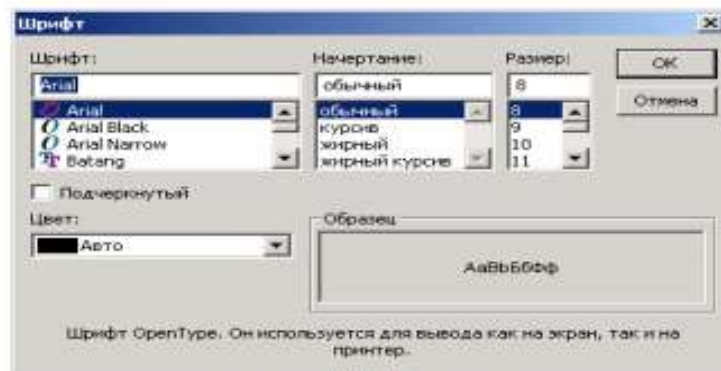 Шрифт
Шрифт: Начертание: Размер:
Arial обычный 8 ОК
Arial обычный 8 Отмена
Arial Black курсив 9
Arial Narrow жирный 10
Batang жирный курсив 11
Подчеркнутый
Цвет: Образец
Авто
АаВbБбФф
Шрифт OpenType. Он используется для вывода как на экран, так и на
принтер.